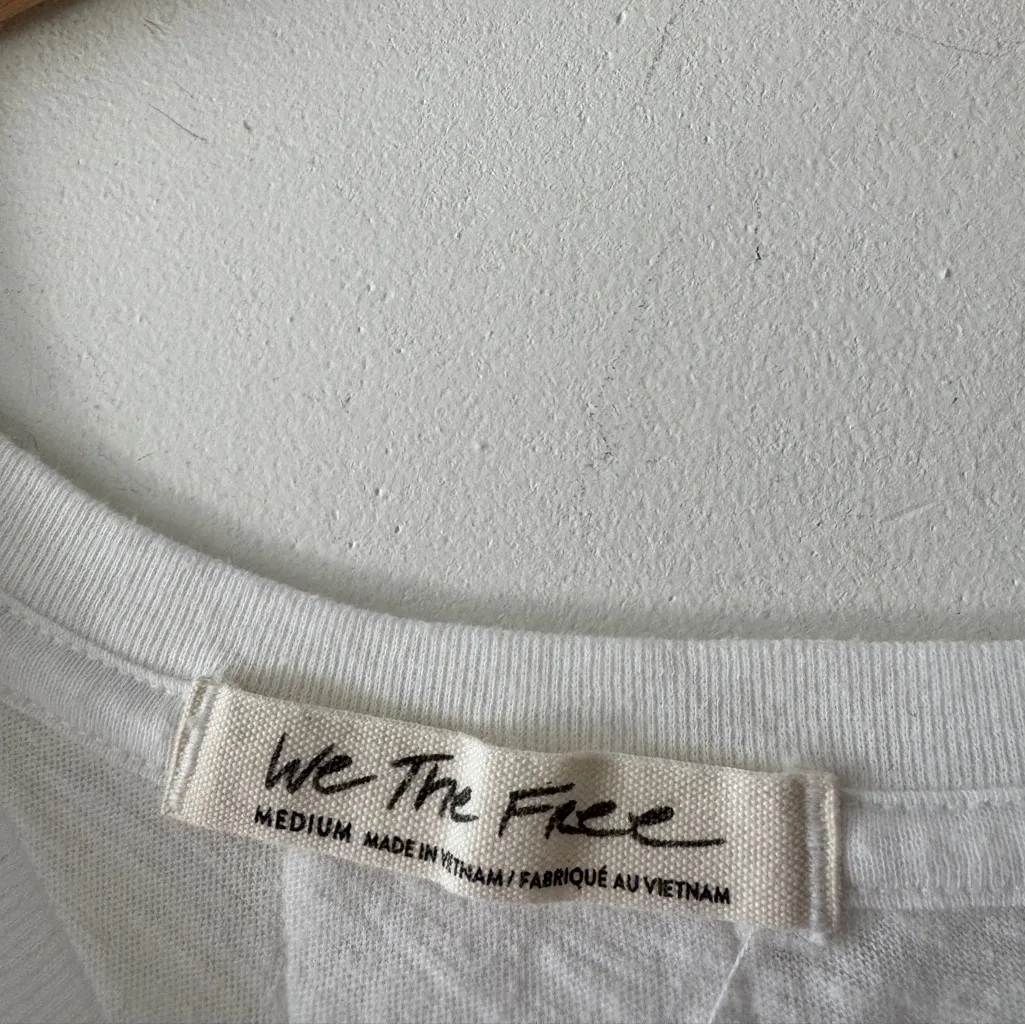 We The Free
MEDIUM MADE IN VIETNAM / FABRIQUÉ AU VIETNAM